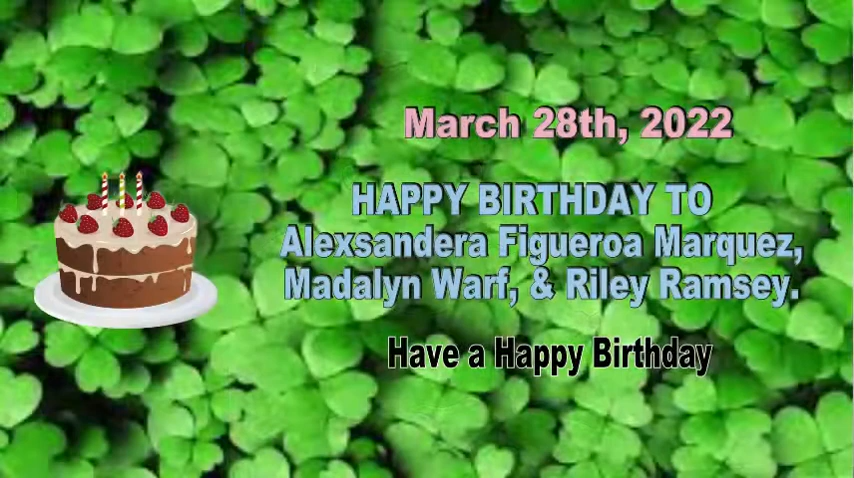 March 28th, 2022
HAPPY BIRTHDAY TO
Alexsandera Figueroa Marquez,
Madalyn Warf, & Riley Ramsey.
Have a Happy Birthday